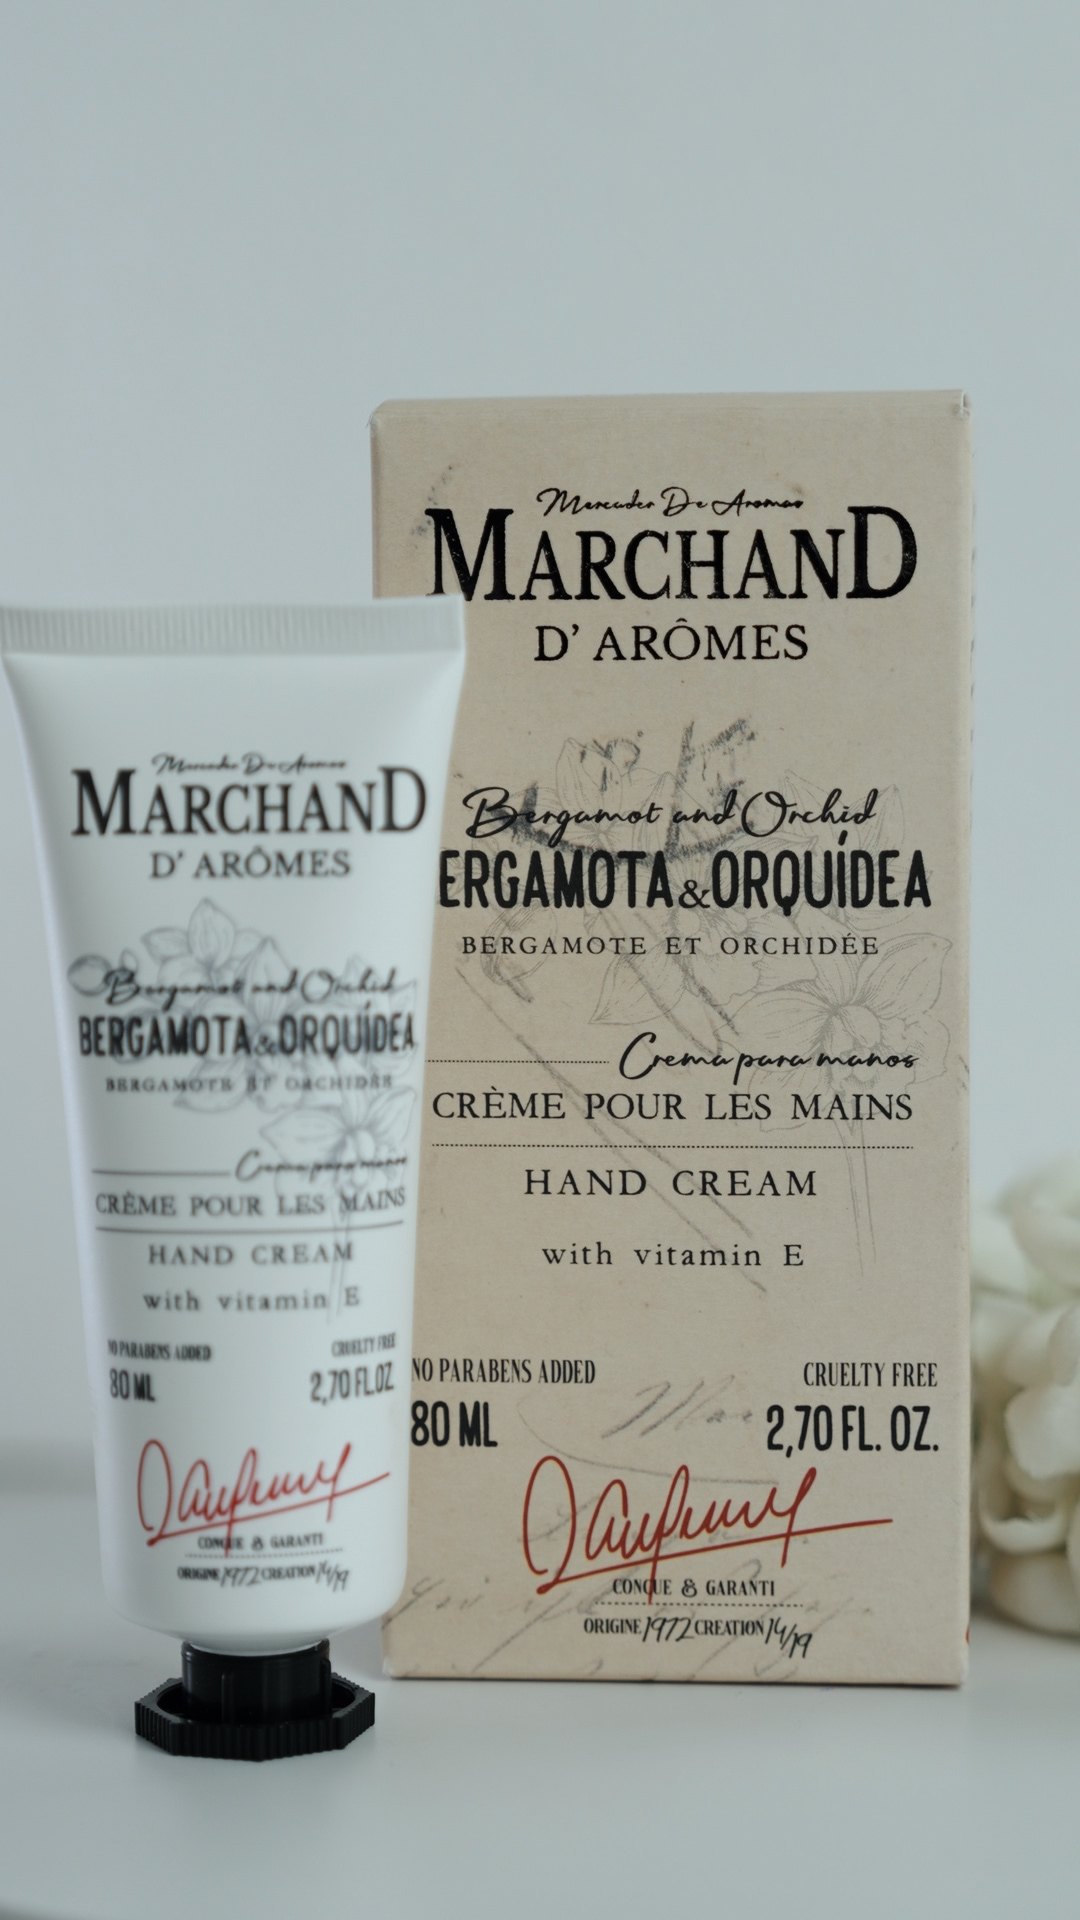 Mercader De Aromas
MARCHAND
D' ARÔMES
Bergamot and Orchid
BERGAMOTA & ORQUÍDEA
BERGAMOTE ET ORCHIDÉE
Crema para manos
CRÈME POUR LES MAINS
HAND CREAM
with vitamin E
NO PARABENS ADDED CRUELTY FREE
80 ML 2,70 FL.OZ
CONÇUE & GARANTI
ORIGINE 1972 CREATION 14/19
Mercader De Aromas
MARCHAND
D' ARÔMES
Bergamot and Orchid
ERGAMOTA & ORQUÍDEA
BERGAMOTE ET ORCHIDÉE
Crema para manos
CRÈME POUR LES MAINS
HAND CREAM
with vitamin E
NO PARABENS ADDED CRUELTY FREE
80 ML 2,70 FL. OZ.
CONÇUE & GARANTI
ORIGINE 1972 CREATION 14/19